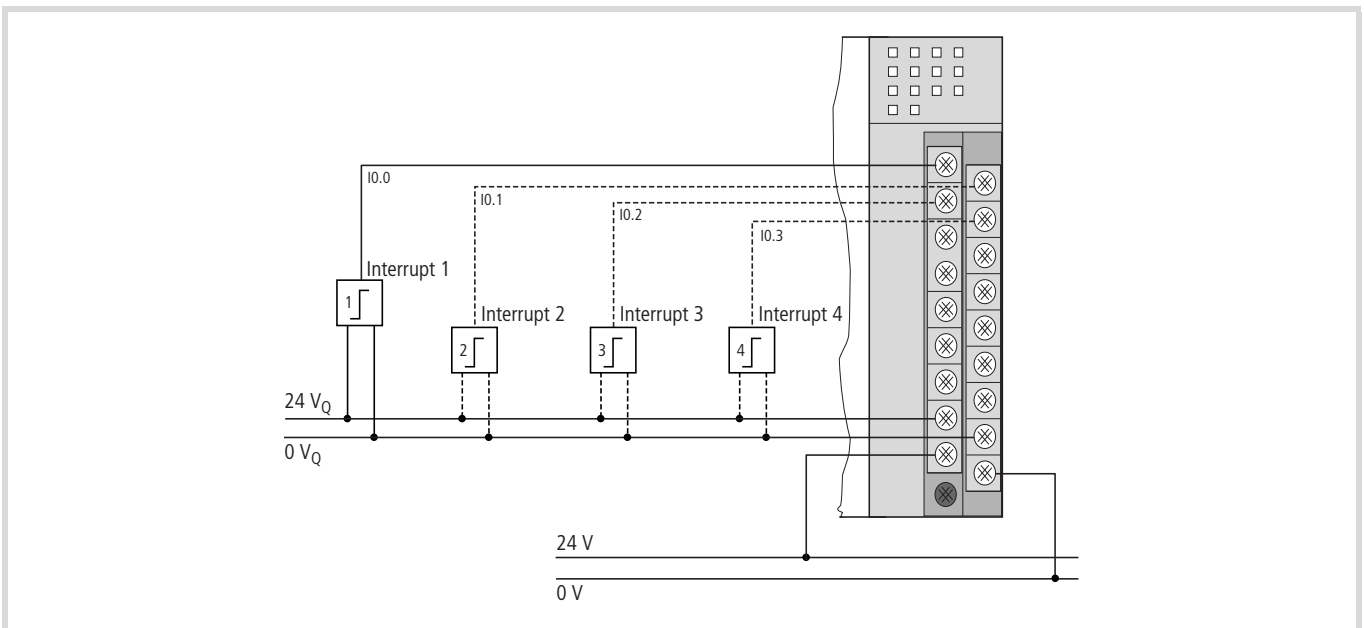 I0.0
I0.1
I0.2
I0.3
Interrupt 1
1
Interrupt 2
Interrupt 3
Interrupt 4
2
3
4
24 VQ
0 VQ
24 V
0 V